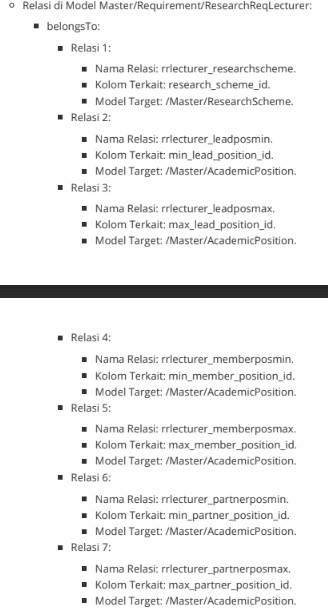 Relasi di Model Master/Requirement/ResearchReqLecturer:
belongsTo:
Relasi 1:
Nama Relasi: rrlecturer_researchscheme.
Kolom Terkait: research_scheme_id.
Model Target: /Master/ResearchScheme.
Relasi 2:
Nama Relasi: rrlecturer_leadposmin.
Kolom Terkait: min_lead_position_id.
Model Target: /Master/AcademicPosition.
Relasi 3:
Nama Relasi: rrlecturer_leadposmax.
Kolom Terkait: max_lead_position_id.
Model Target: /Master/AcademicPosition.
Relasi 4:
Nama Relasi: rrlecturer_memberposmin.
Kolom Terkait: min_member_position_id.
Model Target: /Master/AcademicPosition.
Relasi 5:
Nama Relasi: rrlecturer_memberposmax.
Kolom Terkait: max_member_position_id.
Model Target: /Master/AcademicPosition.
Relasi 6:
Nama Relasi: rrlecturer_partnerposmin.
Kolom Terkait: min_partner_position_id.
Model Target: /Master/AcademicPosition.
Relasi 7:
Nama Relasi: rrlecturer_partnerposmax.
Kolom Terkait: max_partner_position_id.
Model Target: /Master/AcademicPosition.